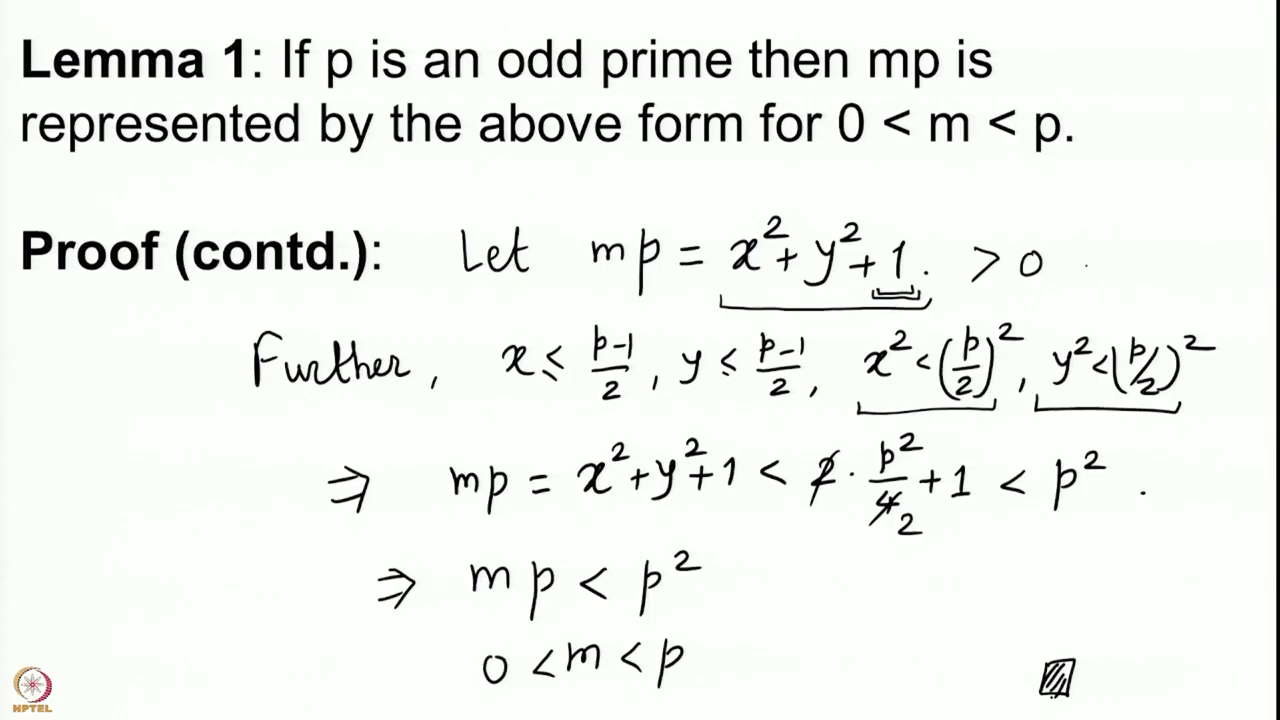 Lemma 1: If p is an odd prime then mp is
represented by the above form for 0 < m < p.
Proof (contd.): Let mp = x² + y² + 1. > 0
Further, x ≤ (p-1)/2, y ≤ (p-1)/2, x² < (p/2)², y² < (p/2)²
⇒ mp = x² + y² + 1 < 2 · p²/4 2 + 1 < p².
⇒ mp < p²
0 < m < p
NPTEL